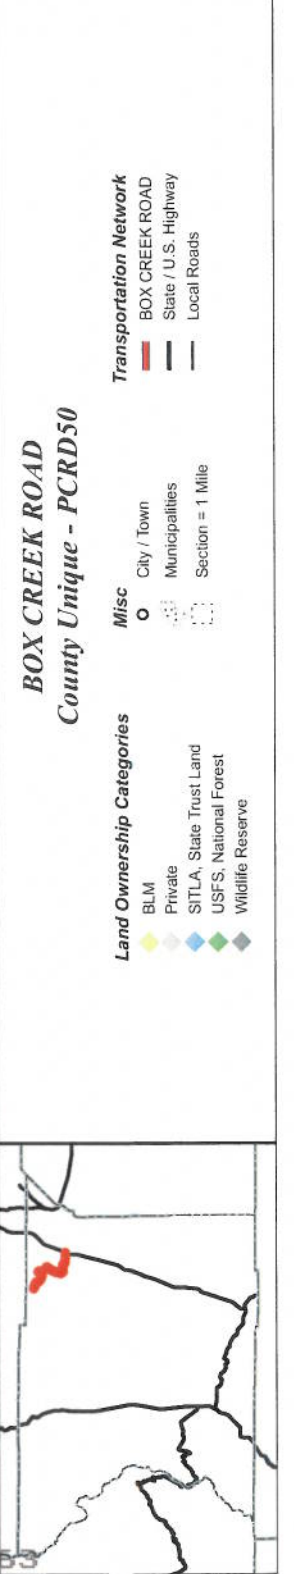 BOX CREEK ROAD
County Unique - PCRD50
Land Ownership Categories
BLM
Private
SITLA, State Trust Land
USFS, National Forest
Wildlife Reserve
Misc
City / Town
Municipalities
Section = 1 Mile
Transportation Network
BOX CREEK ROAD
State / U.S. Highway
Local Roads